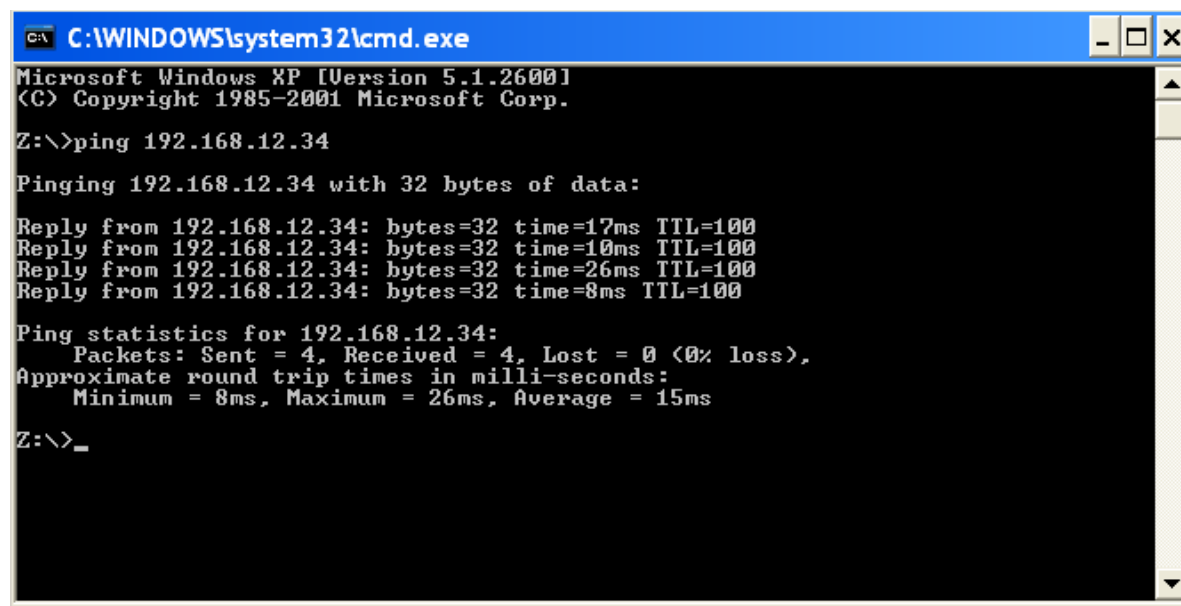 C:\WINDOWS\system32\cmd.exe
Microsoft Windows XP [Version 5.1.2600]
(C) Copyright 1985-2001 Microsoft Corp.
Z:\>ping 192.168.12.34
Pinging 192.168.12.34 with 32 bytes of data:
Reply from 192.168.12.34: bytes=32 time=17ms TTL=100
Reply from 192.168.12.34: bytes=32 time=10ms TTL=100
Reply from 192.168.12.34: bytes=32 time=26ms TTL=100
Reply from 192.168.12.34: bytes=32 time=8ms TTL=100
Ping statistics for 192.168.12.34:
Packets: Sent = 4, Received = 4, Lost = 0 (0% loss),
Approximate round trip times in milli-seconds:
Minimum = 8ms, Maximum = 26ms, Average = 15ms
Z:\>_